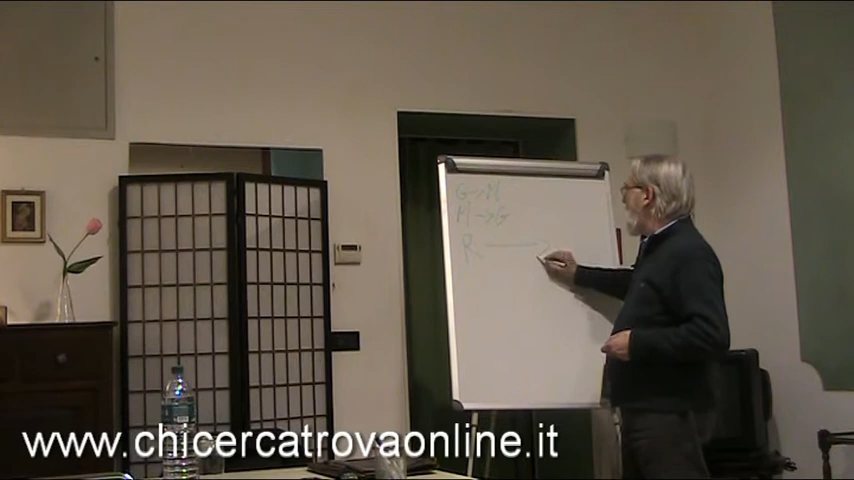 G → M
M → G
R →
www.chicercatrovaonline.it